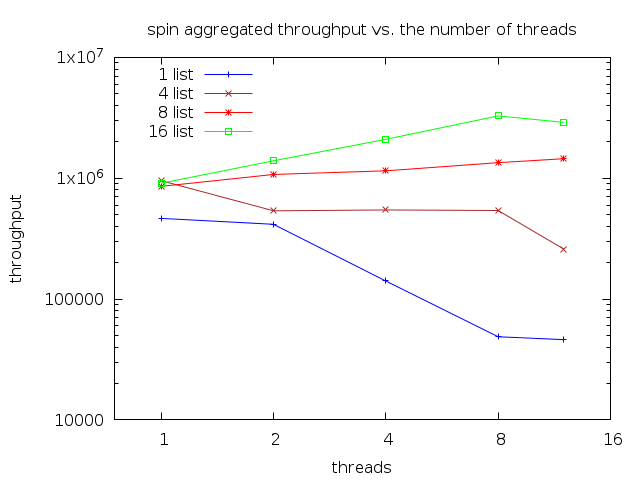 spin aggregated throughput vs. the number of threads
1x10^7
1 list
4 list
8 list
16 list
1x10^6
throughput
100000
10000
1 2 4 8 16
threads